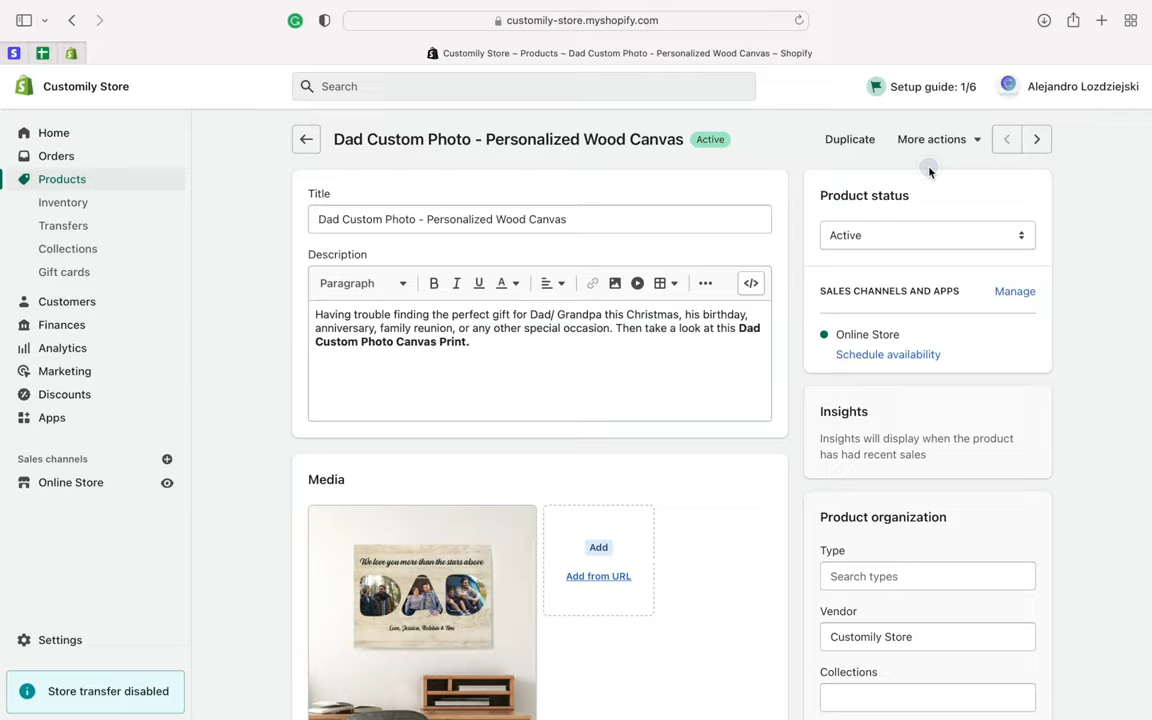 customily-store.myshopify.com
Customily Store ~ Products ~ Dad Custom Photo - Personalized Wood Canvas ~ Shopify
Customily Store
Search
Setup guide: 1/6
Alejandro Lozdziejski
Home
Orders
Products
Inventory
Transfers
Collections
Gift cards
Customers
Finances
Analytics
Marketing
Discounts
Apps
Sales channels
Online Store
Settings
Store transfer disabled
Dad Custom Photo - Personalized Wood Canvas
Active
Duplicate
More actions
Title
Dad Custom Photo - Personalized Wood Canvas
Description
Paragraph
B I U A
</>
Having trouble finding the perfect gift for Dad/ Grandpa this Christmas, his birthday,
anniversary, family reunion, or any other special occasion. Then take a look at this Dad
Custom Photo Canvas Print.
Media
We love you more than the stars above
DAD
Love, Jessica, Robbie & Tim
Add
Add from URL
Product status
Active
SALES CHANNELS AND APPS
Manage
Online Store
Schedule availability
Insights
Insights will display when the product
has had recent sales
Product organization
Type
Search types
Vendor
Customily Store
Collections